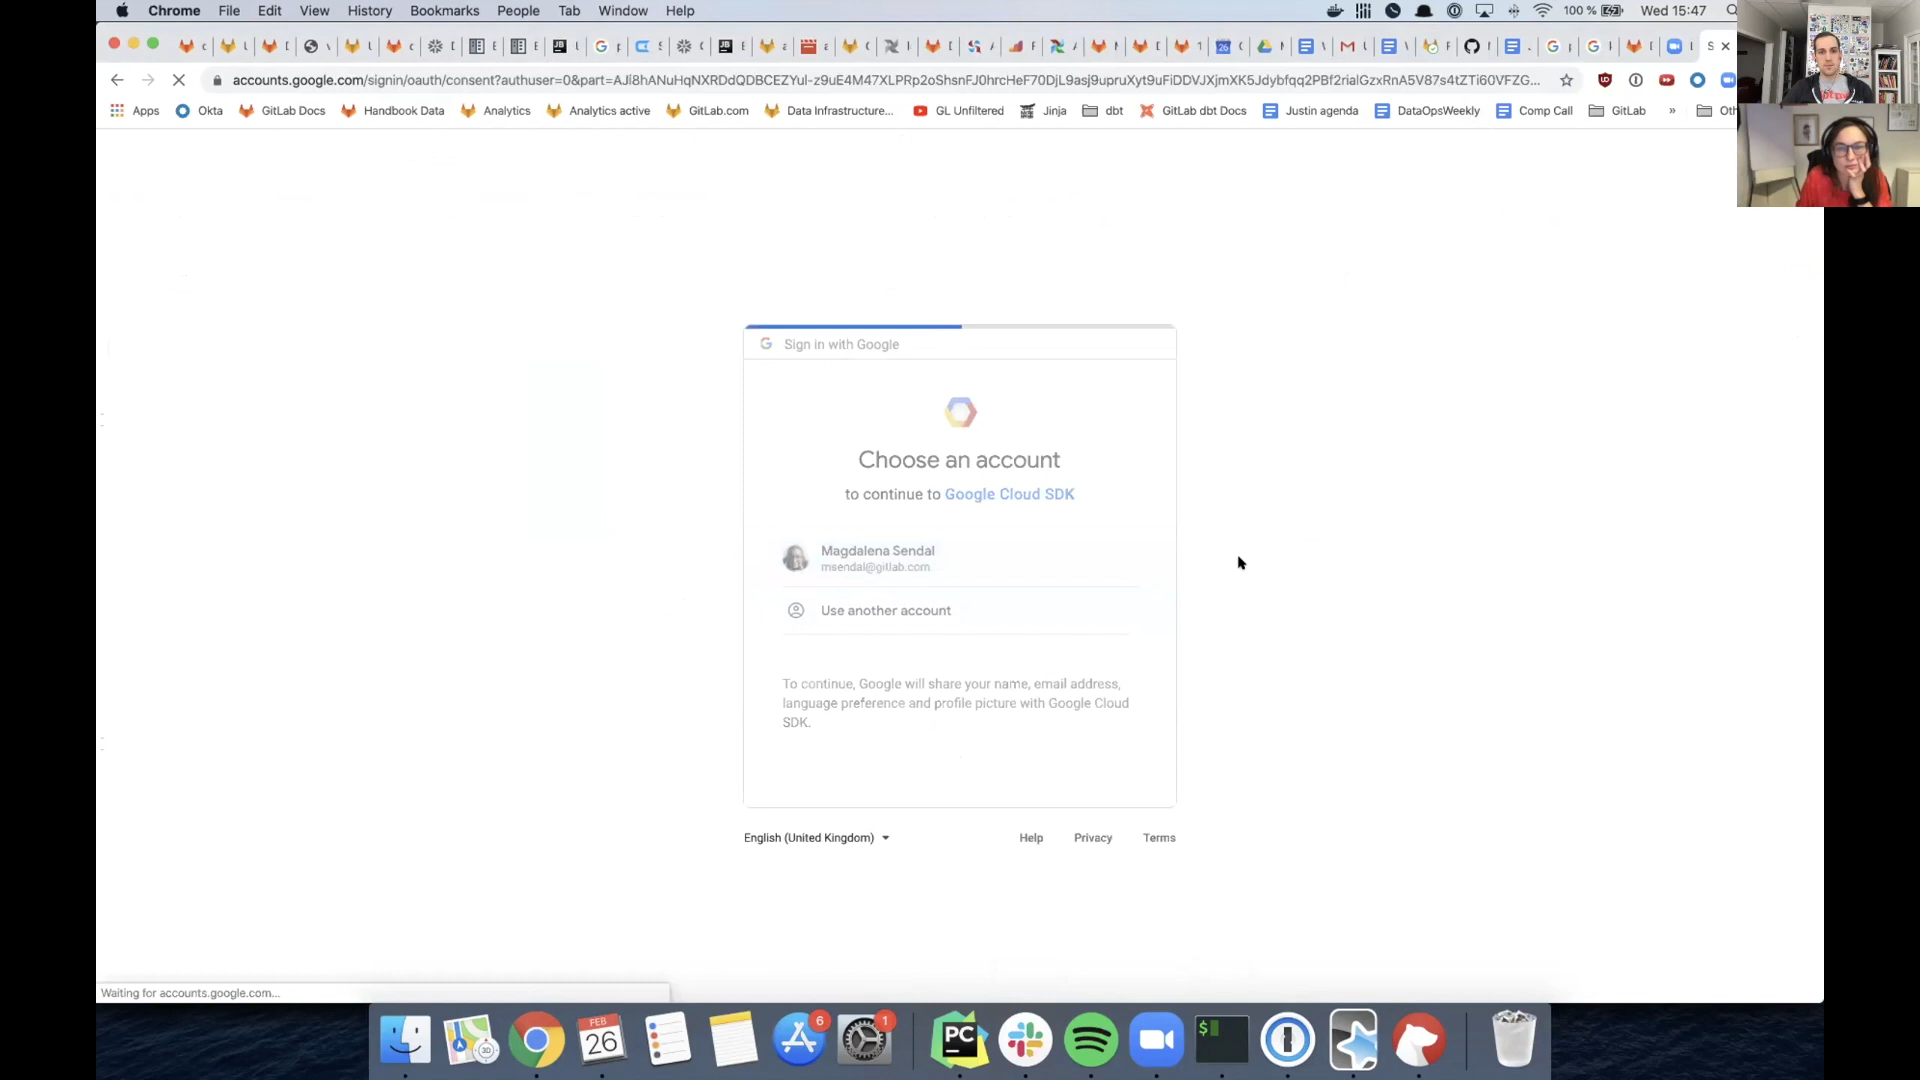 Chrome File Edit View History Bookmarks People Tab Window Help 100 % Wed 15:47
accounts.google.com/signin/oauth/consent?authuser=0&part=AJi8hANuHqNXRDdQDBCEZYul-z9uE4M47XLPRp2oShsnFJ0hrcHeF70DjL9asj9upruXyt9uFiDDVJXjmXK5Jdybfqq2PBf2rialGzxRnA5V87s4tZTi60VFZG...
Apps Okta GitLab Docs Handbook Data Analytics Analytics active GitLab.com Data Infrastructure... GL Unfiltered Jinja dbt GitLab dbt Docs Justin agenda DataOpsWeekly Comp Call GitLab » Oth
Sign in with Google
Choose an account
to continue to Google Cloud SDK
Magdalena Sendal
msendal@gitlab.com
Use another account
To continue, Google will share your name, email address,
language preference and profile picture with Google Cloud
SDK.
English (United Kingdom) Help Privacy Terms
Waiting for accounts.google.com...
6
1
FEB
26
3D
PC
$